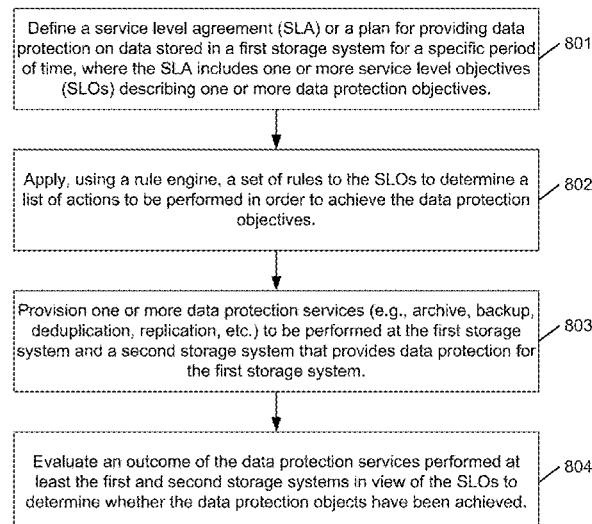 Define a service level agreement (SLA) or a plan for providing data
protection on data stored in a first storage system for a specific period
of time, where the SLA includes one or more service level objectives
(SLOs) describing one or more data protection objectives.
801
Apply, using a rule engine, a set of rules to the SLOs to determine a
list of actions to be performed in order to achieve the data protection
objectives.
802
Provision one or more data protection services (e.g., archive, backup,
deduplication, replication, etc.) to be performed at the first storage
system and a second storage system that provides data protection for
the first storage system.
803
Evaluate an outcome of the data protection services performed at
least the first and second storage systems in view of the SLOs to
determine whether the data protection objects have been achieved.
804